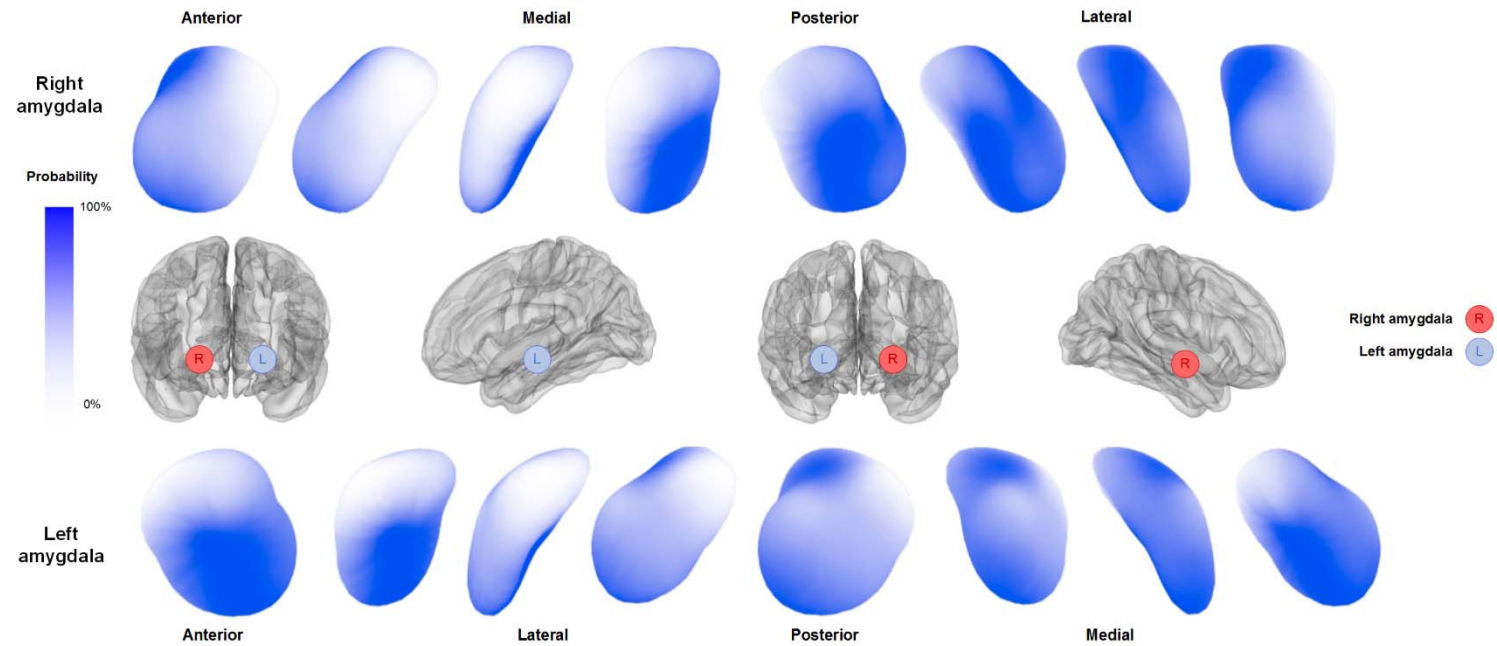 Anterior
Medial
Posterior
Lateral
Right
amygdala
Probability
100%
0%
R
L
L
L
R
R
Right amygdala
R
Left amygdala
L
Left
amygdala
Anterior
Lateral
Posterior
Medial